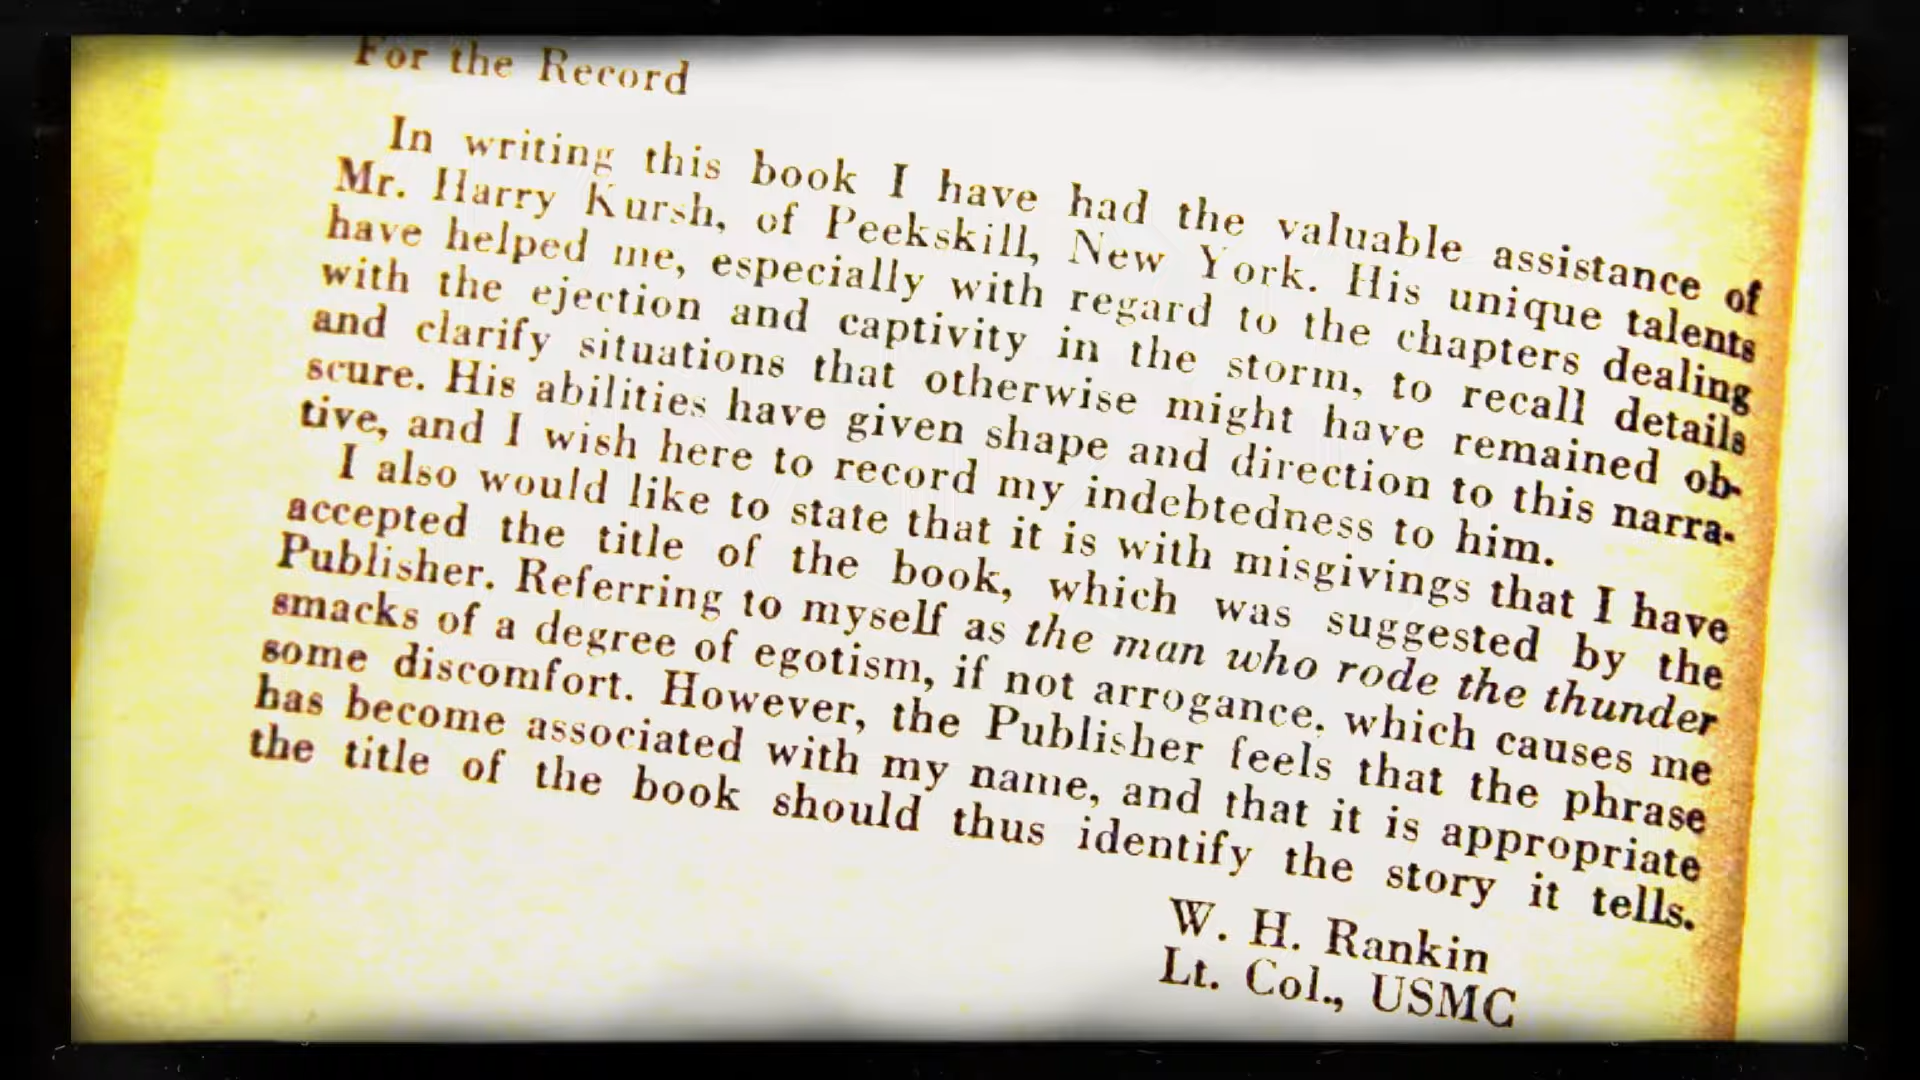 For the Record
In writing this book I have had the valuable assistance of
Mr. Harry Kursh, of Peekskill, New York. His unique talents
have helped me, especially with regard to the chapters dealing
with the ejection and captivity in the storm, to recall details
and clarify situations that otherwise might have remained ob-
scure. His abilities have given shape and direction to this narra-
tive, and I wish here to record my indebtedness to him.
I also would like to state that it is with misgivings that I have
accepted the title of the book, which was suggested by the
Publisher. Referring to myself as the man who rode the thunder
smacks of a degree of egotism, if not arrogance, which causes me
some discomfort. However, the Publisher feels that the phrase
has become associated with my name, and that it is appropriate
the title of the book should thus identify the story it tells.
W. H. Rankin
Lt. Col., USMC